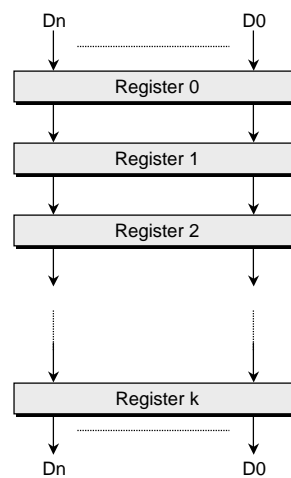 Dn D0
Register 0
Register 1
Register 2
Register k
Dn D0